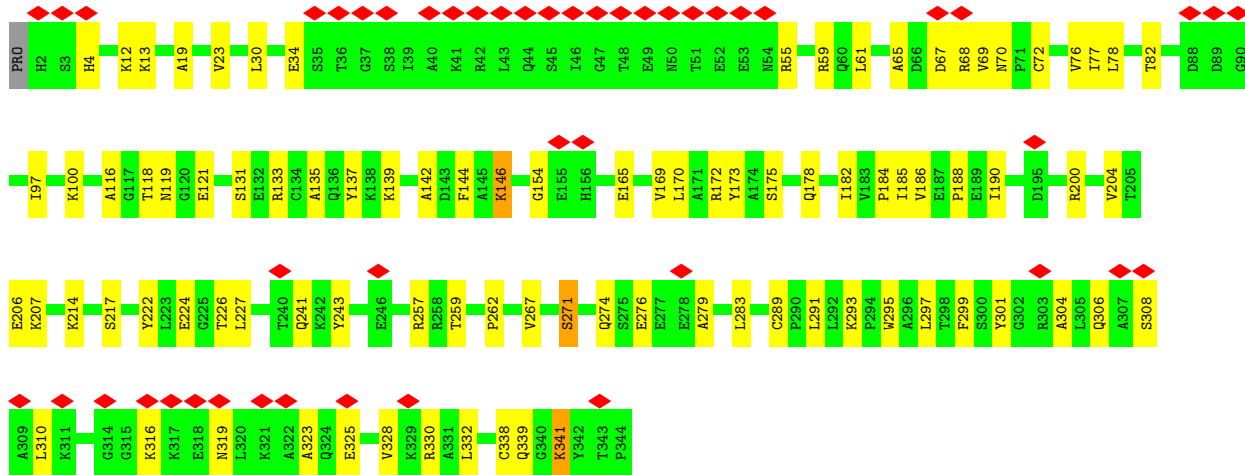 PRO H2 S3 H4 K12 K13 A19 V23 L30 E34 S35 T36 G37 S38 I39 A40 K41 R42 L43 Q44 S45 I46 G47 T48 E49 N50 T51 E52 E53 N54 R55 R59 Q60 L61 A65 D66 D67 R68 V69 N70 P71 C72 V76 I77 L78 T82 D88 D89 G90
I97 K100 A116 G117 T118 N119 G120 E121 S131 E132 R133 C134 A135 Q136 Y137 K138 K139 A142 D143 F144 A145 K146 G154 E155 H156 E165 V169 L170 A171 R172 Y173 A174 S175 Q178 I182 V183 P184 I185 V186 E187 P188 E189 I190 D195 R200 V204 T205
E206 K207 K214 S217 Y222 L223 E224 G225 T226 L227 T240 Q241 K242 Y243 E246 R257 R258 T259 P262 V267 S271 Q274 S275 E276 E277 E278 A279 L283 C289 P290 L291 L292 K293 P294 W295 A296 L297 T298 F299 S300 Y301 G302 R303 A304 L305 Q306 A307 S308
A309 L310 K311 G314 G315 K316 K317 E318 N319 L320 K321 A322 A323 Q324 E325 V328 K329 R330 A331 L332 C338 Q339 G340 K341 Y342 T343 P344